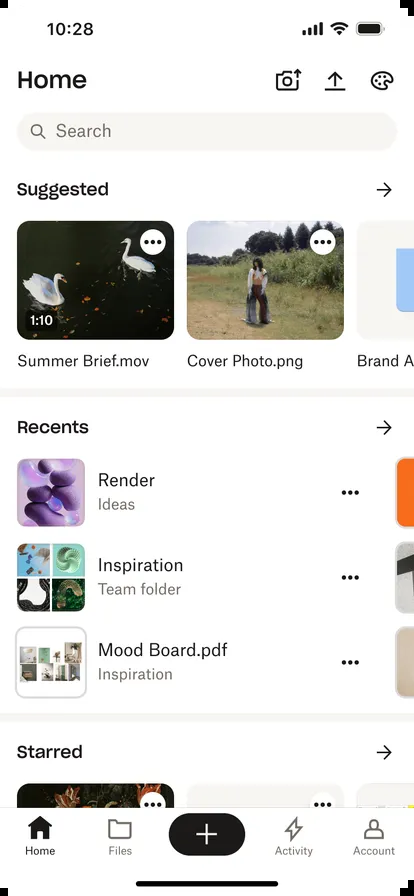 10:28
Home
Search
Suggested
1:10
Summer Brief.mov
Cover Photo.png
Brand A
Recents
Render
Ideas
Inspiration
Team folder
Mood Board.pdf
Inspiration
Starred
Home
Files
Activity
Account